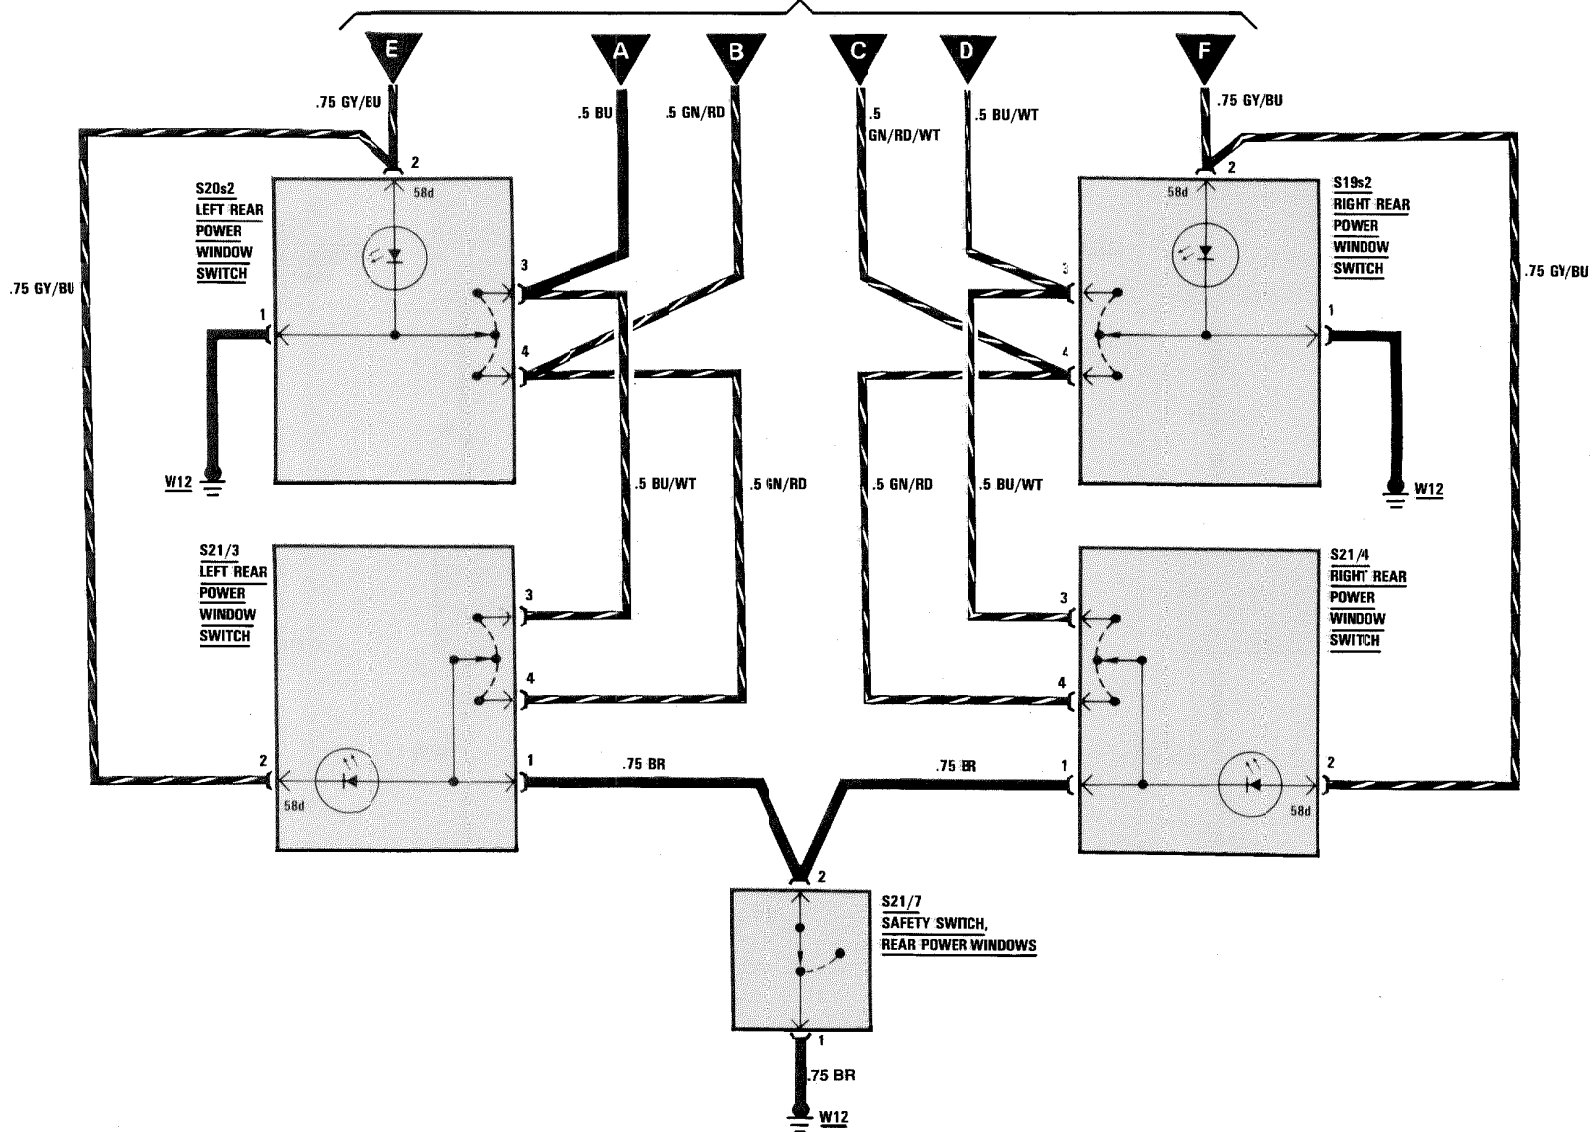 E
A
B
C
D
F
.75 GY/BU
.5 BU
.5 GN/RD
.5
GN/RD/WT
.5 BU/WT
.75 GY/BU
2
58d
2
58d
S20s2
LEFT REAR
POWER
WINDOW
SWITCH
S19s2
RIGHT REAR
POWER
WINDOW
SWITCH
.75 GY/BU
3
3
.75 GY/BU
1
4
4
1
W12
.5 BU/WT
.5 GN/RD
.5 GN/RD
.5 BU/WT
W12
S21/3
LEFT REAR
POWER
WINDOW
SWITCH
S21/4
RIGHT REAR
POWER
WINDOW
SWITCH
3
3
4
4
2
58d
1
.75 BR
.75 BR
1
2
58d
2
S21/7
SAFETY SWITCH,
REAR POWER WINDOWS
1
.75 BR
W12